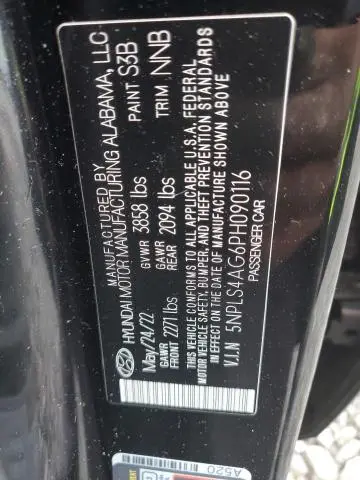 MANUFACTURED BY
HYUNDAI MOTOR MANUFACTURING ALABAMA, LLC
May/24/22 GVWR 3858 lbs PAINT S3B
GAWR FRONT 2271 lbs GAWR REAR 2094 lbs TRIM NNB
THIS VEHICLE CONFORMS TO ALL APPLICABLE U.S.A. FEDERAL
MOTOR VEHICLE SAFETY, BUMPER, AND THEFT PREVENTION STANDARDS
IN EFFECT ON THE DATE OF MANUFACTURE SHOWN ABOVE
V.I.N 5NPLS4AG6PH090116
PASSENGER CAR
A520